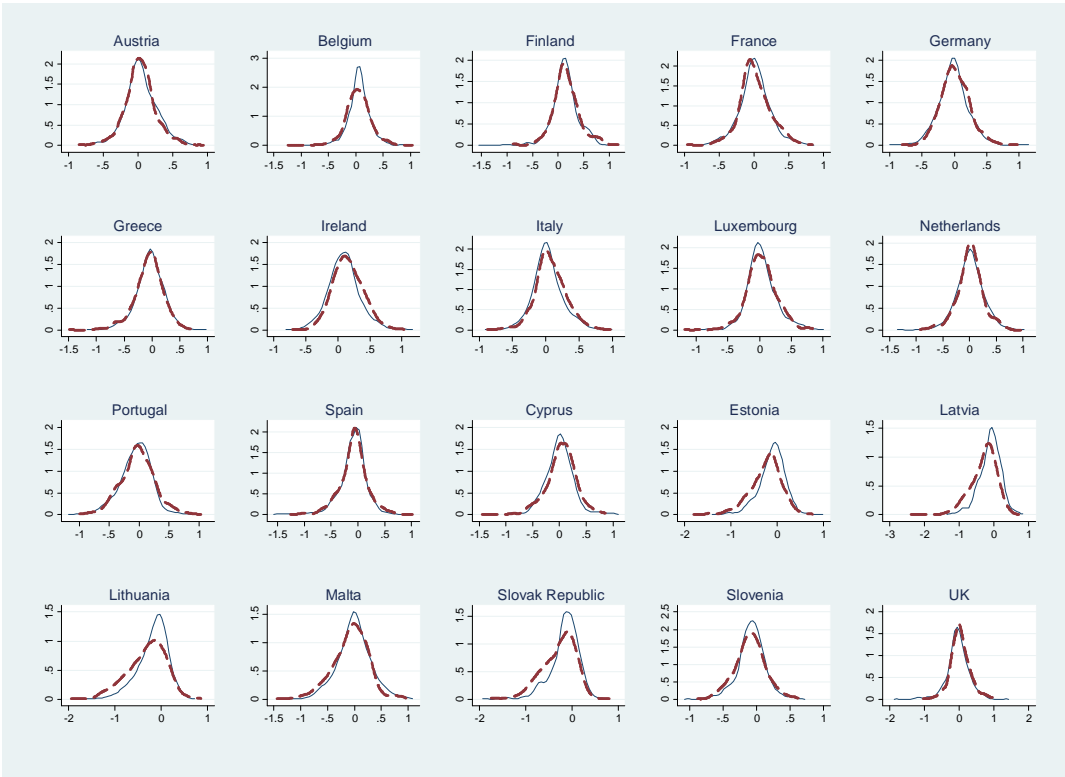 Austria Belgium Finland France Germany
0 .5 1 1.5 2
-1 -.5 0 .5 1
0 1 2 3
-1.5 -1 -.5 0 .5 1
0 .5 1 1.5 2
-1.5 -1 -.5 0 .5 1
0 .5 1 1.5 2
-1 -.5 0 .5 1
0 .5 1 1.5 2
-1 -.5 0 .5 1
Greece Ireland Italy Luxembourg Netherlands
0 .5 1 1.5 2
-1.5 -1 -.5 0 .5 1
0 .5 1 1.5 2
-1 -.5 0 .5 1
0 .5 1 1.5 2
-1 -.5 0 .5 1
0 .5 1 1.5 2
-1 -.5 0 .5 1
0 .5 1 1.5 2
-1.5 -1 -.5 0 .5 1
Portugal Spain Cyprus Estonia Latvia
0 .5 1 1.5 2
-1 -.5 0 .5 1
0 .5 1 1.5 2
-1.5 -1 -.5 0 .5 1
0 .5 1 1.5 2
-1.5 -1 -.5 0 .5 1
0 .5 1 1.5 2
-2 -1 0 1
0 .5 1 1.5
-3 -2 -1 0 1
Lithuania Malta Slovak Republic Slovenia UK
0 .5 1 1.5
-2 -1 0 1
0 .5 1 1.5
-1.5 -1 -.5 0 .5 1
0 .5 1 1.5
-2 -1 0 1
0 .5 1 1.5 2 2.5
-1 -.5 0 .5 1
0 .5 1 1.5 2
-2 -1 0 1 2